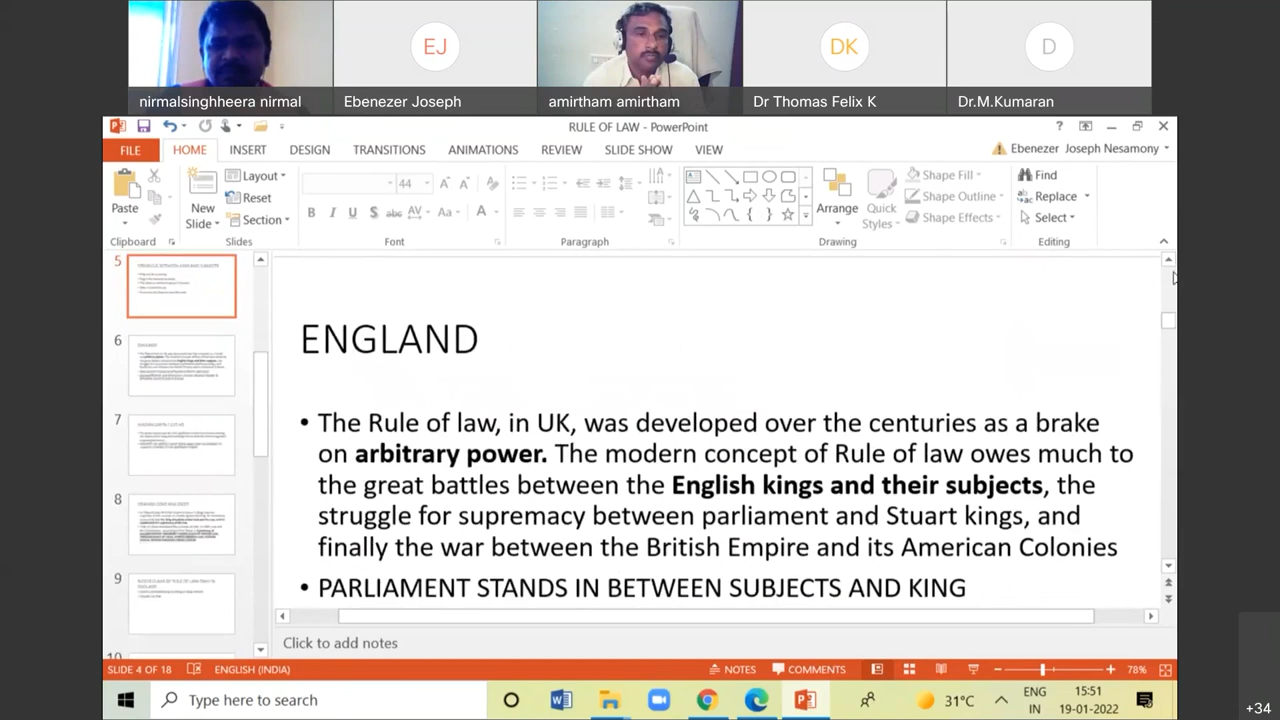 EJ
DK
D
nirmalsinghheera nirmal
Ebenezer Joseph
amirtham amirtham
Dr Thomas Felix K
Dr.M.Kumaran
RULE OF LAW - PowerPoint
?
FILE
HOME
INSERT
DESIGN
TRANSITIONS
ANIMATIONS
REVIEW
SLIDE SHOW
VIEW
Ebenezer Joseph Nesamony
Paste
New
Slide
Layout
Reset
Section
44
B I U S abc AV Aa A
Arrange
Quick
Styles
Shape Fill
Shape Outline
Shape Effects
Find
Replace
Select
Clipboard
Slides
Font
Paragraph
Drawing
Editing
5
6
7
8
9
10
ENGLAND
• The Rule of law, in UK, was developed over the centuries as a brake
on arbitrary power. The modern concept of Rule of law owes much to
the great battles between the English kings and their subjects, the
struggle for supremacy between parliament and Stuart kings, and
finally the war between the British Empire and its American Colonies
• PARLIAMENT STANDS IN BETWEEN SUBJECTS AND KING
Click to add notes
SLIDE 4 OF 18
ENGLISH (INDIA)
NOTES
COMMENTS
78%
Type here to search
31°C
ENG
IN
15:51
19-01-2022
+34